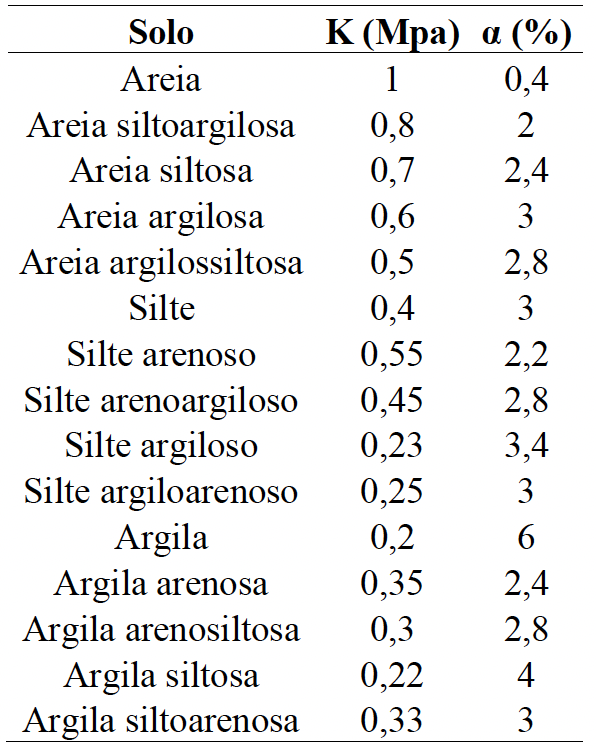 Solo K (Mpa) α (%)
Areia 1 0,4
Areia siltoargilosa 0,8 2
Areia siltosa 0,7 2,4
Areia argilosa 0,6 3
Areia argilossiltosa 0,5 2,8
Silte 0,4 3
Silte arenoso 0,55 2,2
Silte arenoargiloso 0,45 2,8
Silte argiloso 0,23 3,4
Silte argiloarenoso 0,25 3
Argila 0,2 6
Argila arenosa 0,35 2,4
Argila arenosiltosa 0,3 2,8
Argila siltosa 0,22 4
Argila siltoarenosa 0,33 3